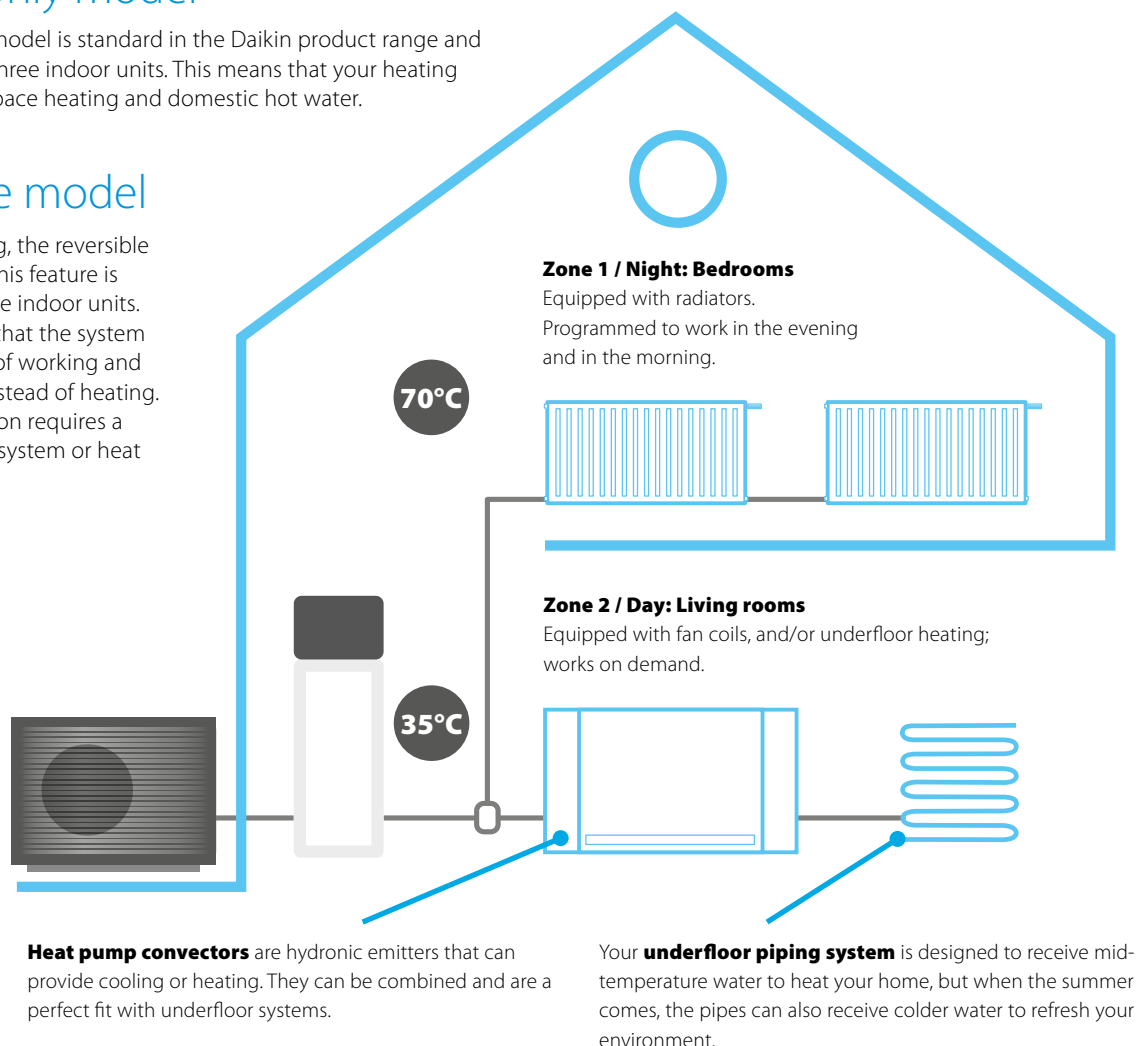 only model
model is standard in the Daikin product range and
three indoor units. This means that your heating
space heating and domestic hot water.
e model
g, the reversible
his feature is
e indoor units.
that the system
of working and
stead of heating.
on requires a
system or heat
Zone 1 / Night: Bedrooms
Equipped with radiators.
Programmed to work in the evening
and in the morning.
70°C
Zone 2 / Day: Living rooms
Equipped with fan coils, and/or underfloor heating;
works on demand.
35°C
Heat pump convectors are hydronic emitters that can
provide cooling or heating. They can be combined and are a
perfect fit with underfloor systems.
Your underfloor piping system is designed to receive mid-
temperature water to heat your home, but when the summer
comes, the pipes can also receive colder water to refresh your
environment.